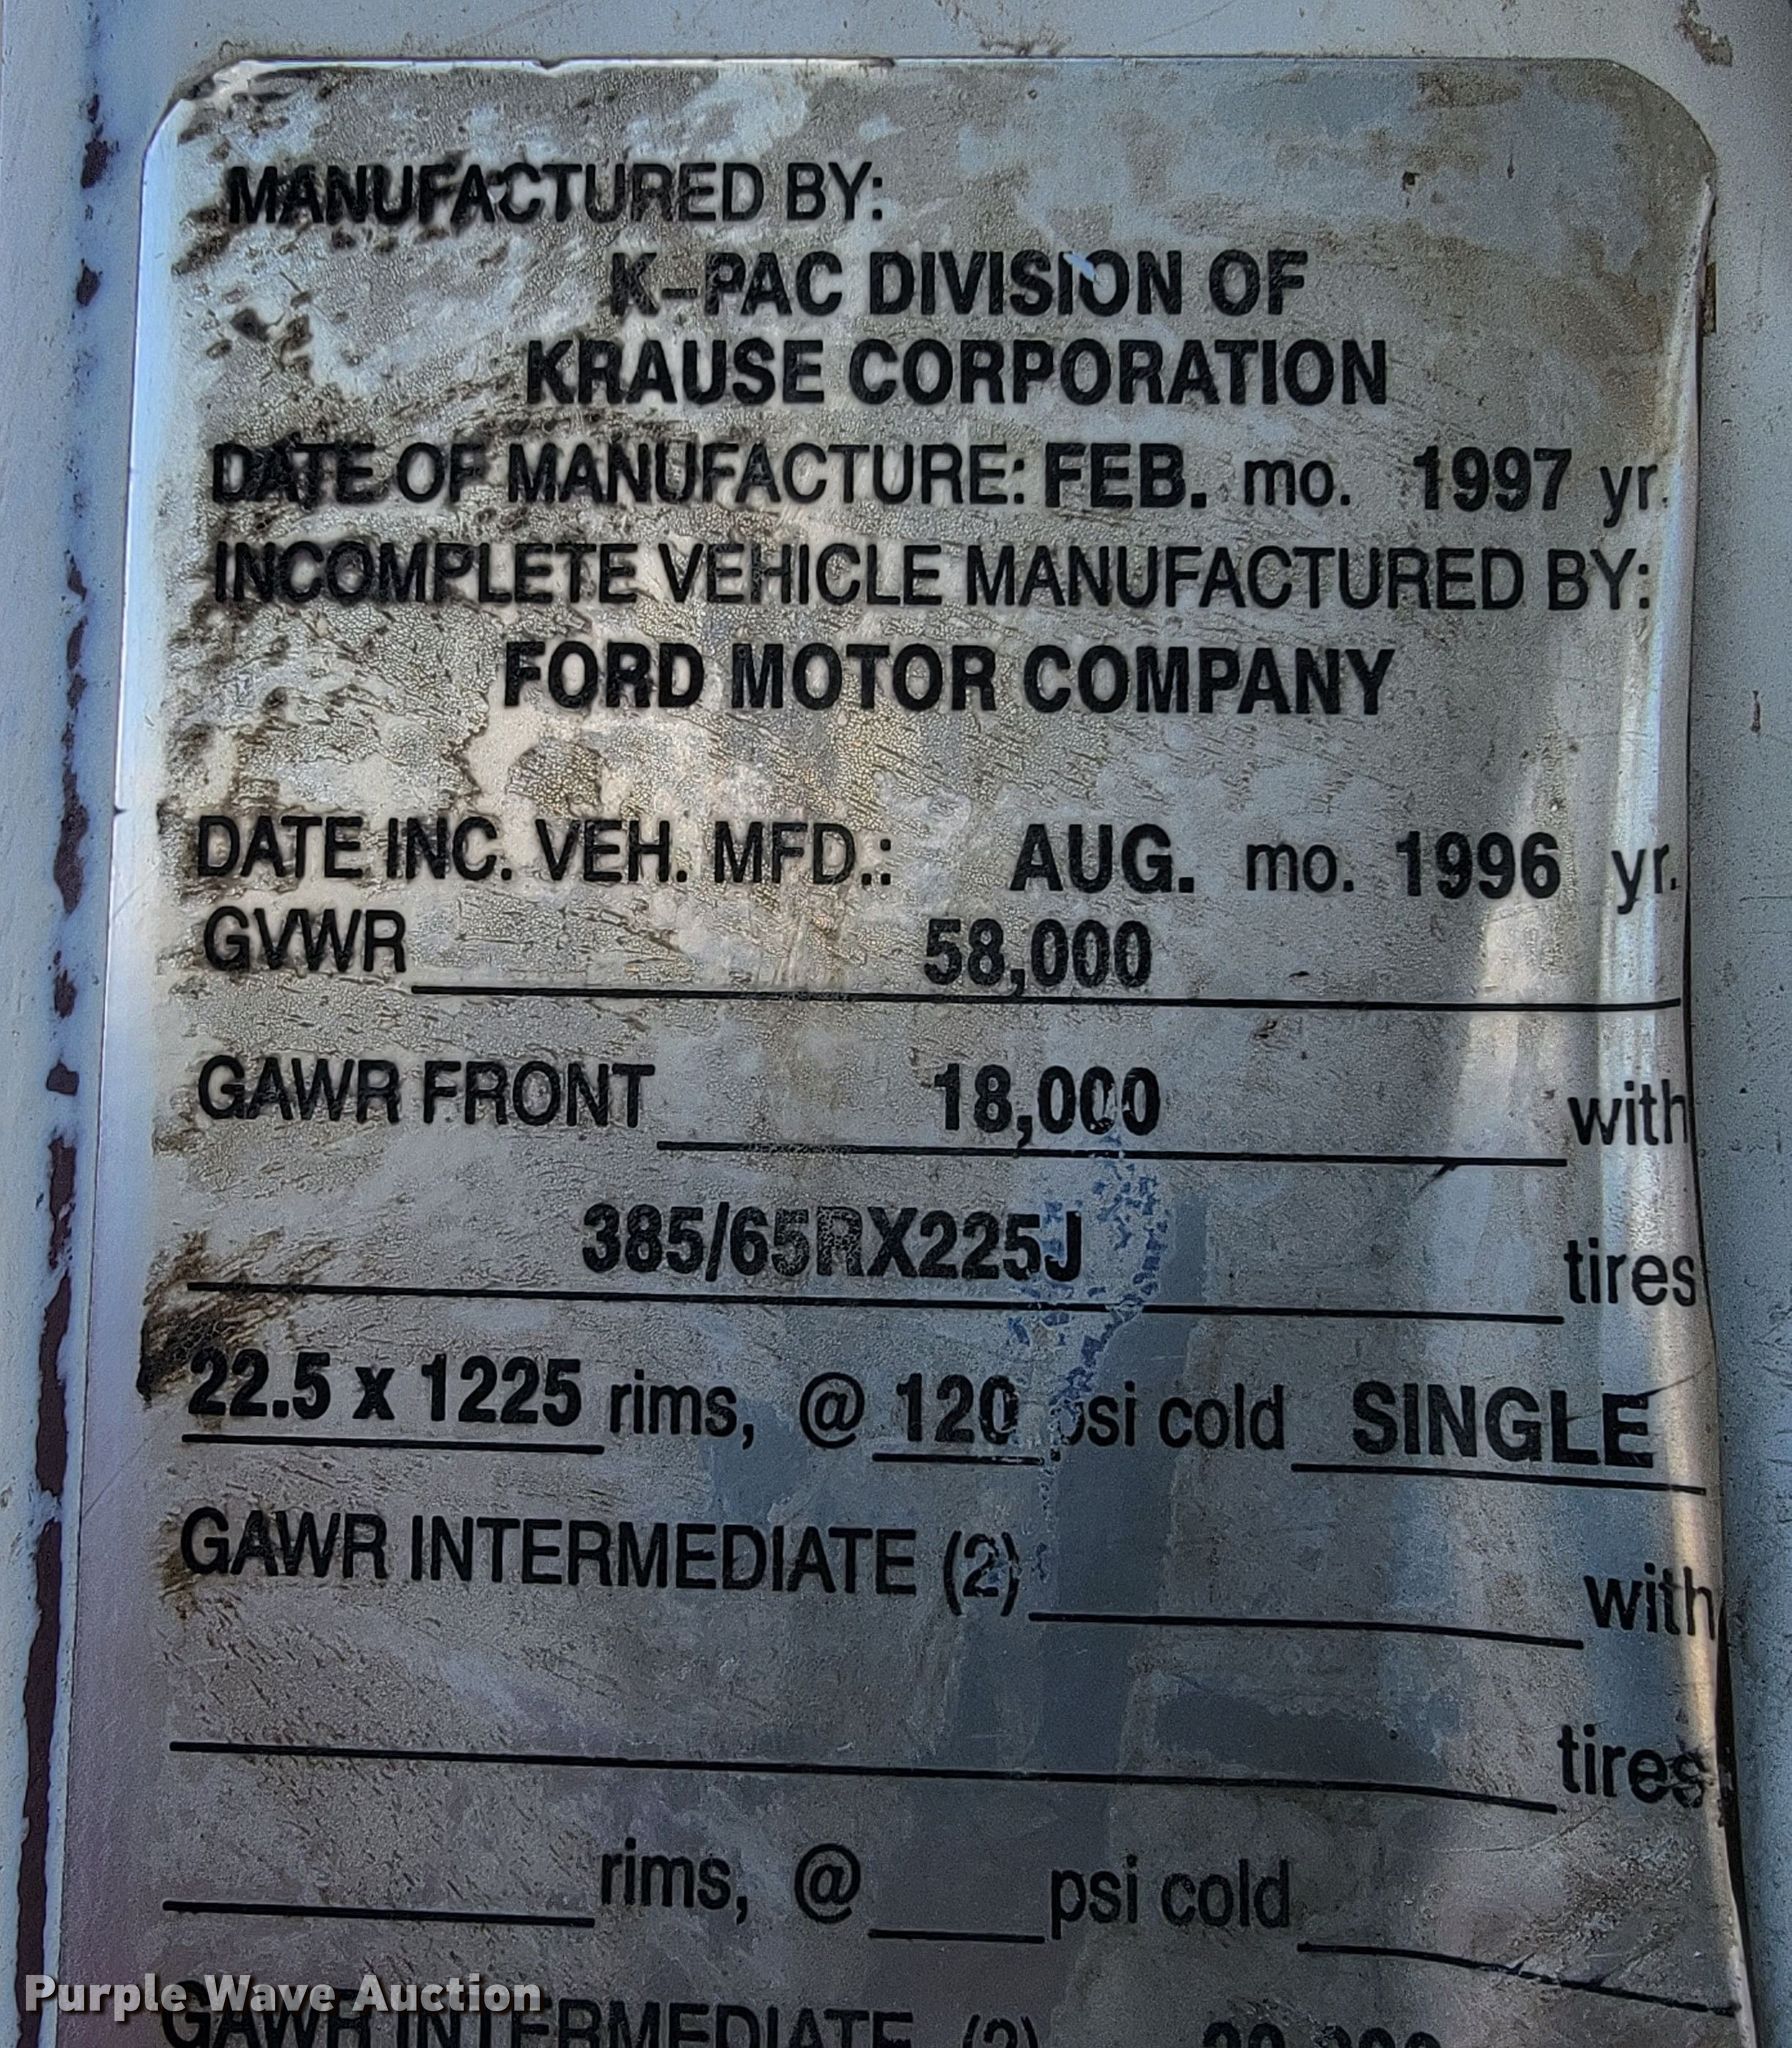 MANUFACTURED BY:
K-PAC DIVISION OF
KRAUSE CORPORATION
DATE OF MANUFACTURE: FEB. mo. 1997 yr.
INCOMPLETE VEHICLE MANUFACTURED BY:
FORD MOTOR COMPANY
DATE INC. VEH. MFD.: AUG. mo. 1996 yr.
GVWR 58,000
GAWR FRONT 18,000 with
385/65RX225J tires
22.5 x 1225 rims, @ 120 psi cold SINGLE
GAWR INTERMEDIATE (2) with
tires
rims, @ psi cold
GAWR INTERMEDIATE (2)
Purple Wave Auction